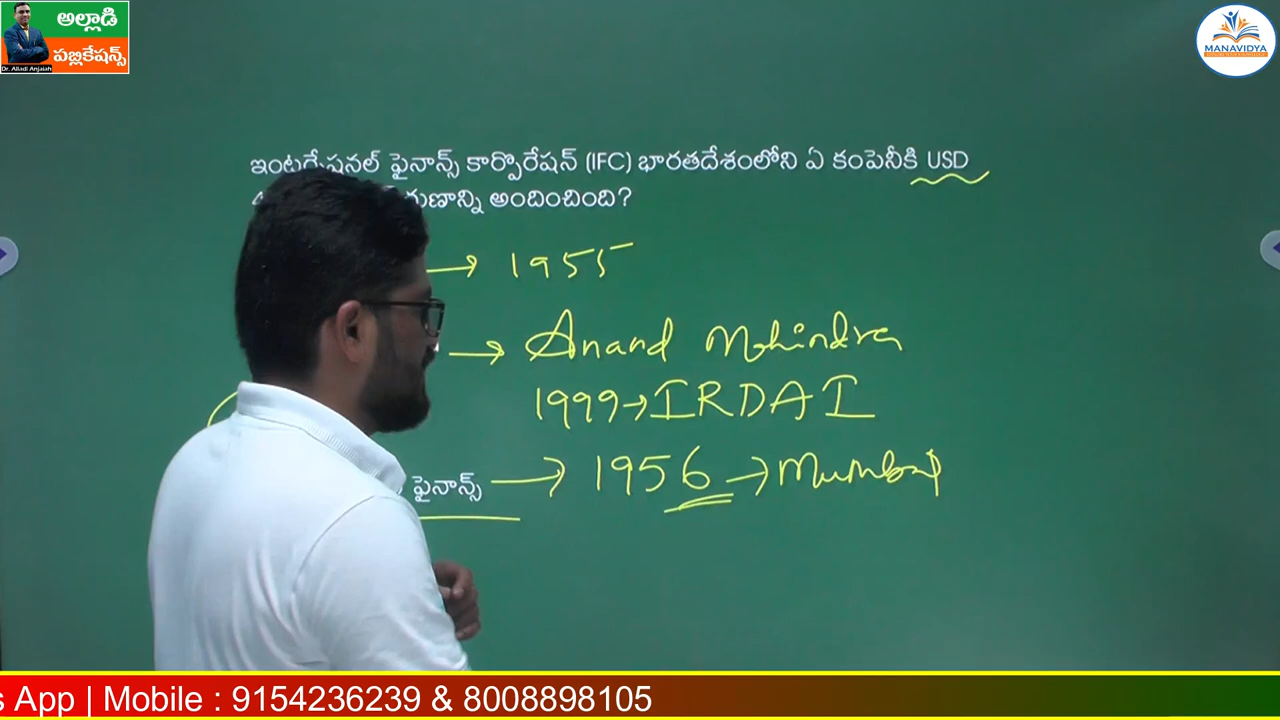 అల్లాడి
పబ్లికేషన్స్
Dr. Alladi Anjaiah
MANAVIDYA
ఇంటర్నేషనల్ ఫైనాన్స్ కార్పొరేషన్ (IFC) భారతదేశంలోని ఏ కంపెనీకి USD
అందించింది?
→ 1955
→ Anand Mahindra
1999→IRDAI
ఫైనాన్స్ → 1956 → Mumbai
App | Mobile : 9154236239 & 8008898105